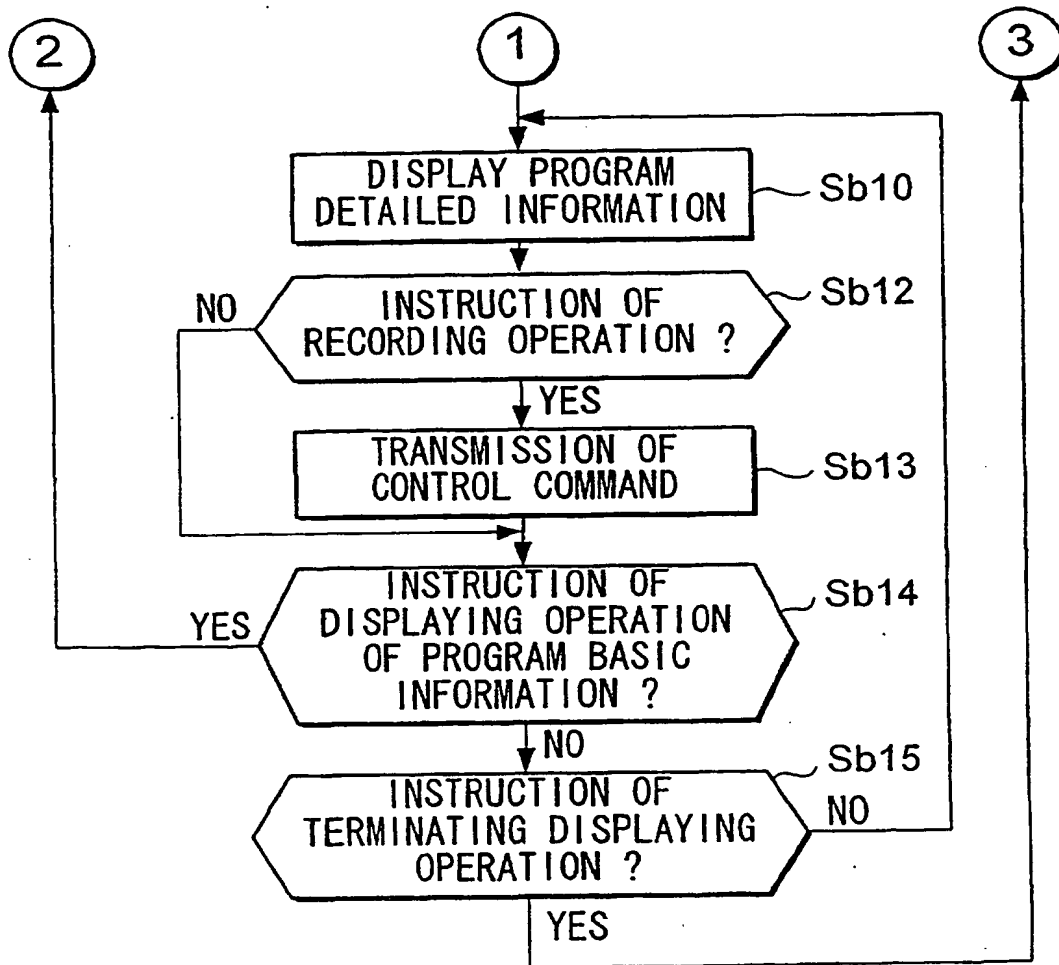 2
1
3
DISPLAY PROGRAM
DETAILED INFORMATION
Sb10
INSTRUCTION OF
RECORDING OPERATION ?
Sb12
NO
YES
TRANSMISSION OF
CONTROL COMMAND
Sb13
INSTRUCTION OF
DISPLAYING OPERATION
OF PROGRAM BASIC
INFORMATION ?
Sb14
YES
NO
INSTRUCTION OF
TERMINATING DISPLAYING
OPERATION ?
Sb15
NO
YES